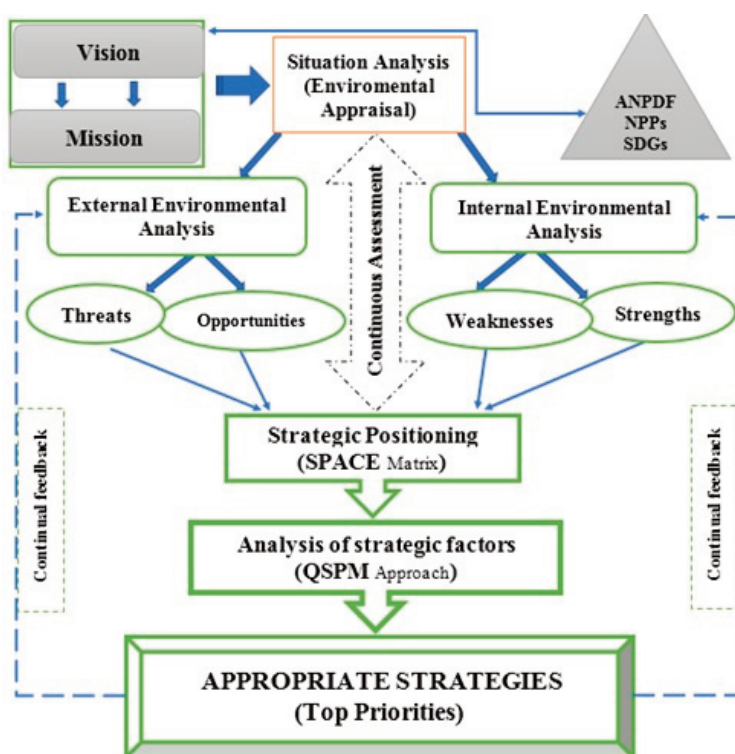 Vision
Mission
Situation Analysis
(Enviromental
Appraisal)
ANPDF
NPPs
SDGs
External Environmental
Analysis
Internal Environmental
Analysis
Continuous Assessment
Threats
Opportunities
Weaknesses
Strengths
Strategic Positioning
(SPACE Matrix)
Continual feedback
Continual feedback
Analysis of strategic factors
(QSPM Approach)
APPROPRIATE STRATEGIES
(Top Priorities)